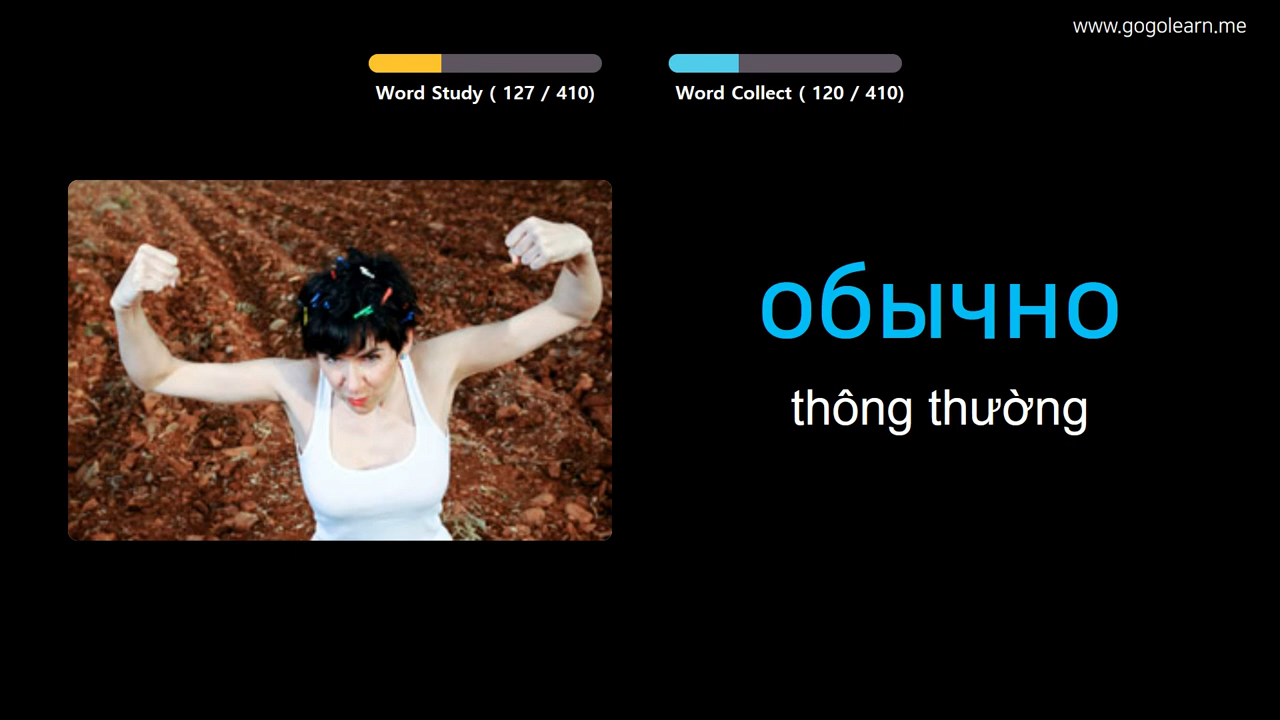 www.gogolearn.me
Word Study ( 127 / 410)
Word Collect ( 120 / 410)
обычно
thông thường